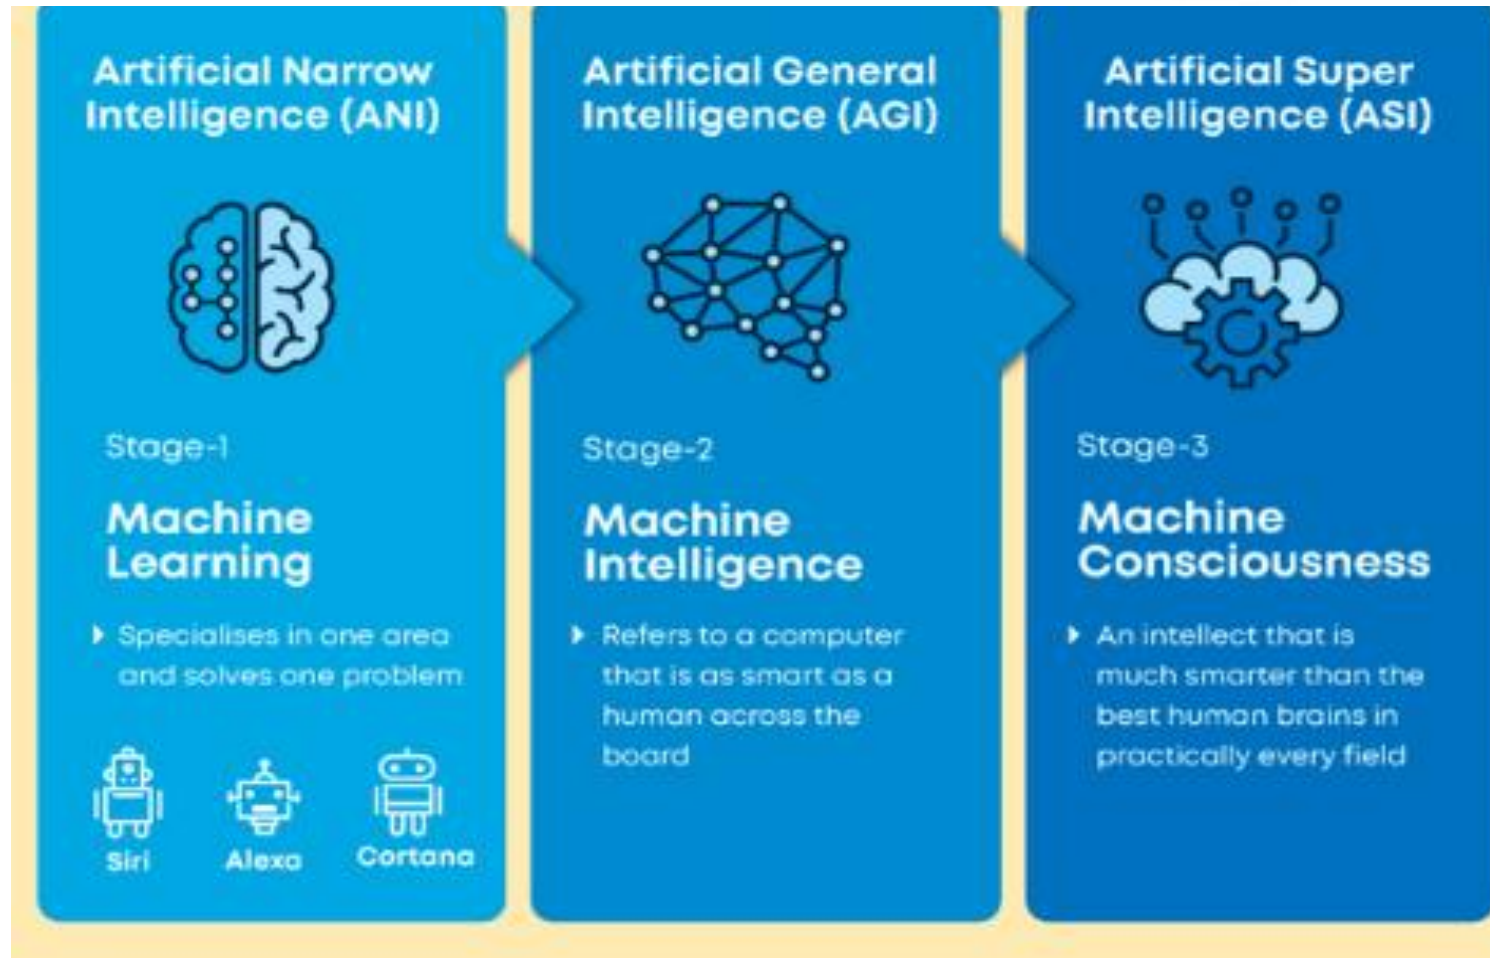 Artificial Narrow
Intelligence (ANI)
Stage-1
Machine
Learning
Specialises in one area
and solves one problem
Siri
Alexa
Cortana
Artificial General
Intelligence (AGI)
Stage-2
Machine
Intelligence
Refers to a computer
that is as smart as a
human across the
board
Artificial Super
Intelligence (ASI)
Stage-3
Machine
Consciousness
An intellect that is
much smarter than the
best human brains in
practically every field